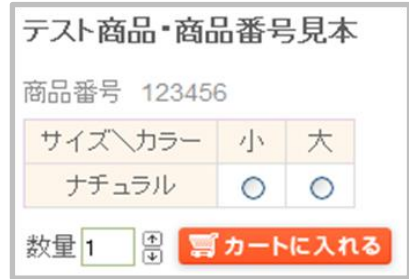 テスト商品・商品番号見本
商品番号 123456
サイズ＼カラー 小 大
ナチュラル
数量 1 カートに入れる